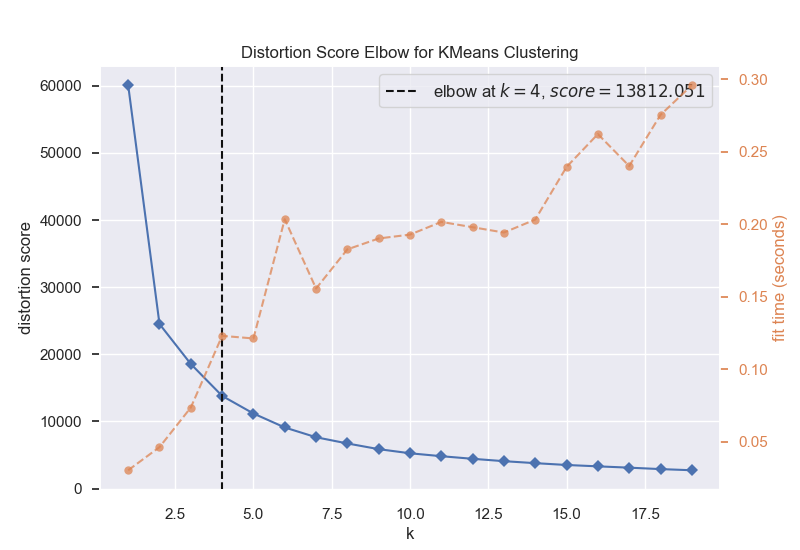 Distortion Score Elbow for KMeans Clustering
elbow at k = 4, score = 13812.051
60000
50000
40000
30000
20000
10000
0
distortion score
0.30
0.25
0.20
0.15
0.10
0.05
fit time (seconds)
2.5 5.0 7.5 10.0 12.5 15.0 17.5
k